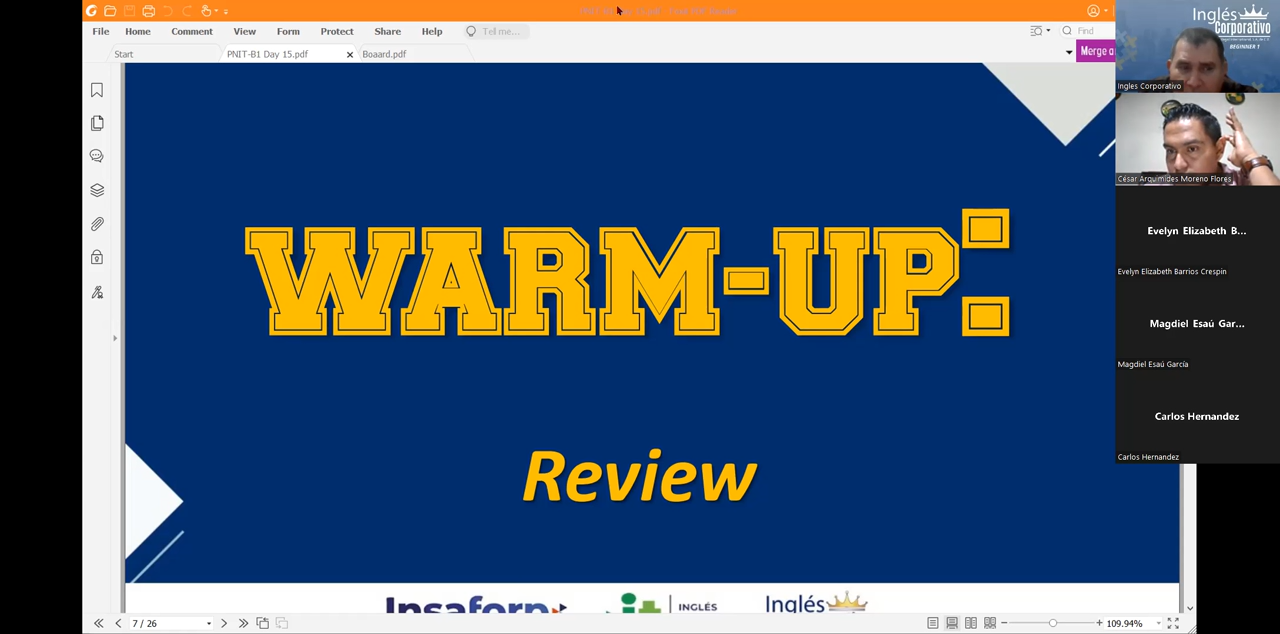 File Home Comment View Form Protect Share Help Tell me... Find
Start PNIT-B1 Day 15.pdf Boaard.pdf Merge a
WARM-UP:
Review
Insaforp INGLÉS Inglés
7 / 26 109.94%
Inglés
Corporativo
BEGINNER 1
Ingles Corporativo
César Arquimides Moreno Flores
Evelyn Elizabeth B...
Evelyn Elizabeth Barrios Crespin
Magdiel Esaú Gar...
Magdiel Esaú García
Carlos Hernandez
Carlos Hernandez